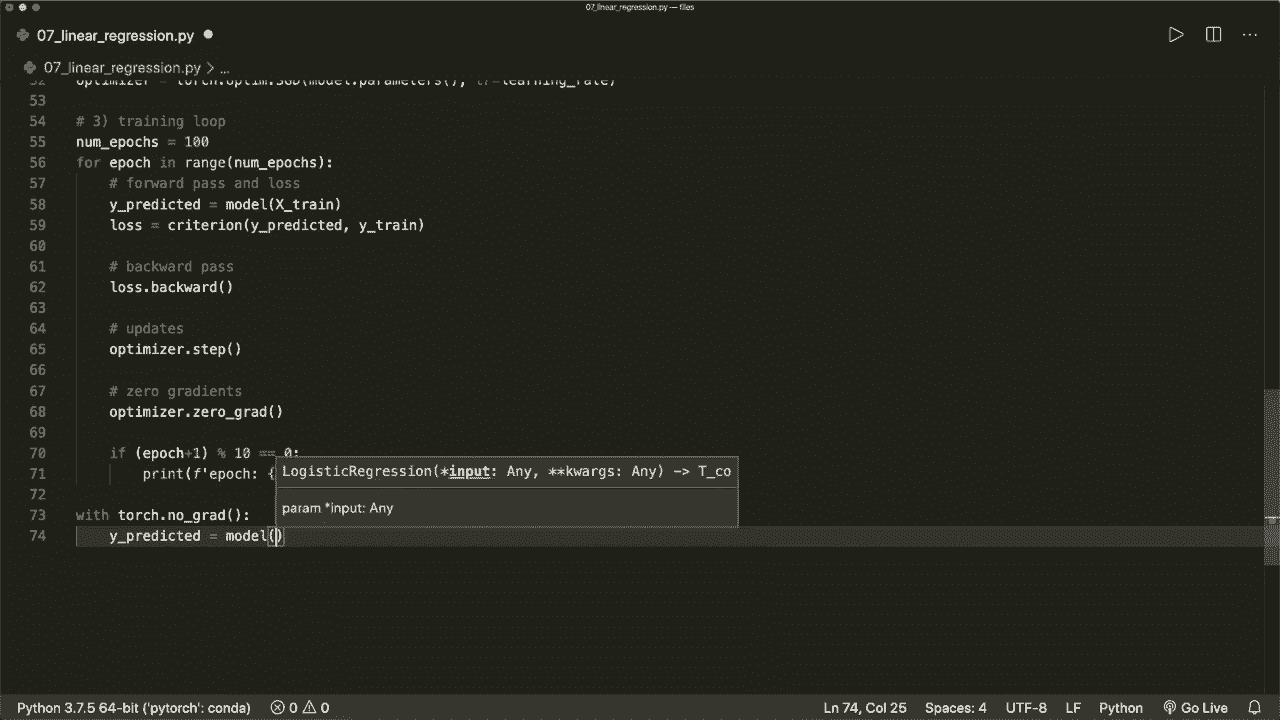 07_linear_regression.py — files
07_linear_regression.py
07_linear_regression.py > ...
52 optimizer = torch.optim.SGD(model.parameters(), lr=learning_rate)
53
54 # 3) training loop
55 num_epochs = 100
56 for epoch in range(num_epochs):
57 # forward pass and loss
58 y_predicted = model(X_train)
59 loss = criterion(y_predicted, y_train)
60
61 # backward pass
62 loss.backward()
63
64 # updates
65 optimizer.step()
66
67 # zero gradients
68 optimizer.zero_grad()
69
70 if (epoch+1) % 10 == 0:
71 print(f'epoch: {
LogisticRegression(*input: Any, **kwargs: Any) -> T_co
72
param *input: Any
73 with torch.no_grad():
74 y_predicted = model()
Python 3.7.5 64-bit ('pytorch': conda) 0 0 Ln 74, Col 25 Spaces: 4 UTF-8 LF Python Go Live